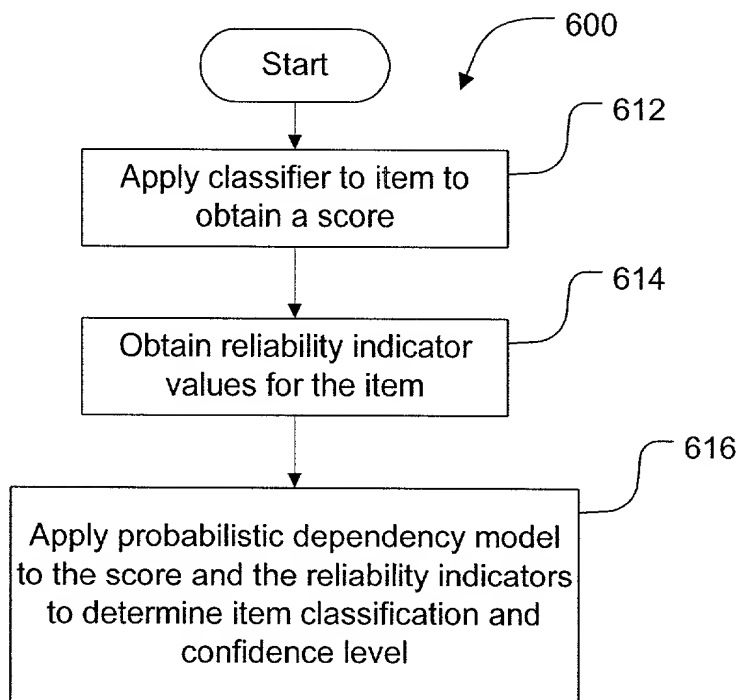 600
Start
612
Apply classifier to item to
obtain a score
614
Obtain reliability indicator
values for the item
616
Apply probabilistic dependency model
to the score and the reliability indicators
to determine item classification and
confidence level